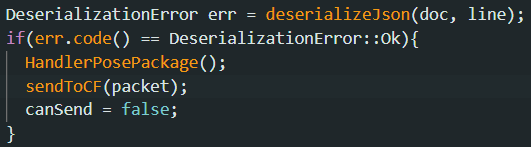 DeserializationError err = deserializeJson(doc, line);
if(err.code() == DeserializationError::Ok){
  HandlerPosePackage();
  sendToCF(packet);
  canSend = false;
}